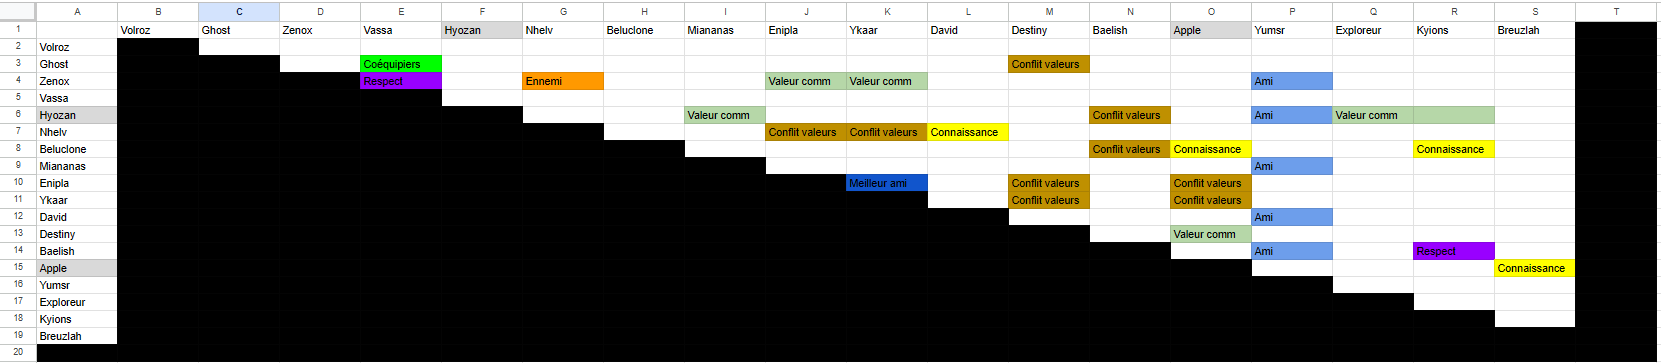 A B C D E F G H I J K L M N O P Q R S T
1 Volroz Ghost Zenox Vassa Hyozan Nhelv Beluclone Miananas Enipla Ykaar David Destiny Baelish Apple Yumsr Exploreur Kyions Breuzlah
2 Volroz
3 Ghost Coéquipiers Conflit valeurs
4 Zenox Respect Ennemi Valeur comm Valeur comm Ami
5 Vassa
6 Hyozan Valeur comm Conflit valeurs Ami Valeur comm
7 Nhelv Conflit valeurs Conflit valeurs Connaissance
8 Beluclone Conflit valeurs Connaissance Connaissance
9 Miananas Ami
10 Enipla Meilleur ami Conflit valeurs Conflit valeurs
11 Ykaar Conflit valeurs Conflit valeurs
12 David Ami
13 Destiny Valeur comm
14 Baelish Ami Respect
15 Apple Connaissance
16 Yumsr
17 Exploreur
18 Kyions
19 Breuzlah
20